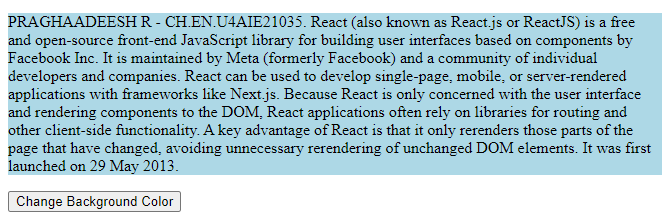 PRAGHAADEESH R - CH.EN.U4AIE21035. React (also known as React.js or ReactJS) is a free
and open-source front-end JavaScript library for building user interfaces based on components by
Facebook Inc. It is maintained by Meta (formerly Facebook) and a community of individual
developers and companies. React can be used to develop single-page, mobile, or server-rendered
applications with frameworks like Next.js. Because React is only concerned with the user interface
and rendering components to the DOM, React applications often rely on libraries for routing and
other client-side functionality. A key advantage of React is that it only rerenders those parts of the
page that have changed, avoiding unnecessary rerendering of unchanged DOM elements. It was first
launched on 29 May 2013.
Change Background Color